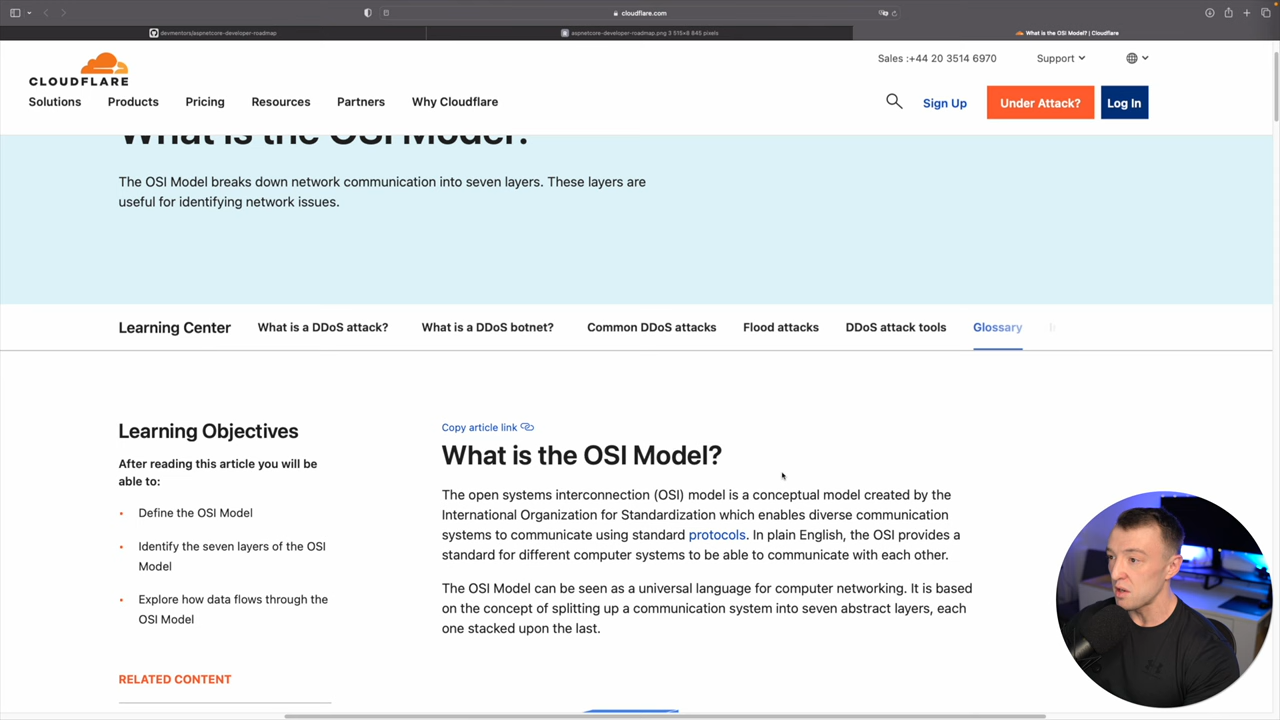 cloudflare.com
devmentors/aspnetcore-developer-roadmap
aspnetcore-developer-roadmap.png 3 515×8 845 pixels
What is the OSI Model? | Cloudflare
CLOUDFLARE
Sales :+44 20 3514 6970
Support
Solutions
Products
Pricing
Resources
Partners
Why Cloudflare
Sign Up
Under Attack?
Log In
What is the OSI Model?
The OSI Model breaks down network communication into seven layers. These layers are
useful for identifying network issues.
Learning Center
What is a DDoS attack?
What is a DDoS botnet?
Common DDoS attacks
Flood attacks
DDoS attack tools
Glossary
Learning Objectives
After reading this article you will be
able to:
Define the OSI Model
Identify the seven layers of the OSI
Model
Explore how data flows through the
OSI Model
RELATED CONTENT
Copy article link
What is the OSI Model?
The open systems interconnection (OSI) model is a conceptual model created by the
International Organization for Standardization which enables diverse communication
systems to communicate using standard protocols. In plain English, the OSI provides a
standard for different computer systems to be able to communicate with each other.
The OSI Model can be seen as a universal language for computer networking. It is based
on the concept of splitting up a communication system into seven abstract layers, each
one stacked upon the last.